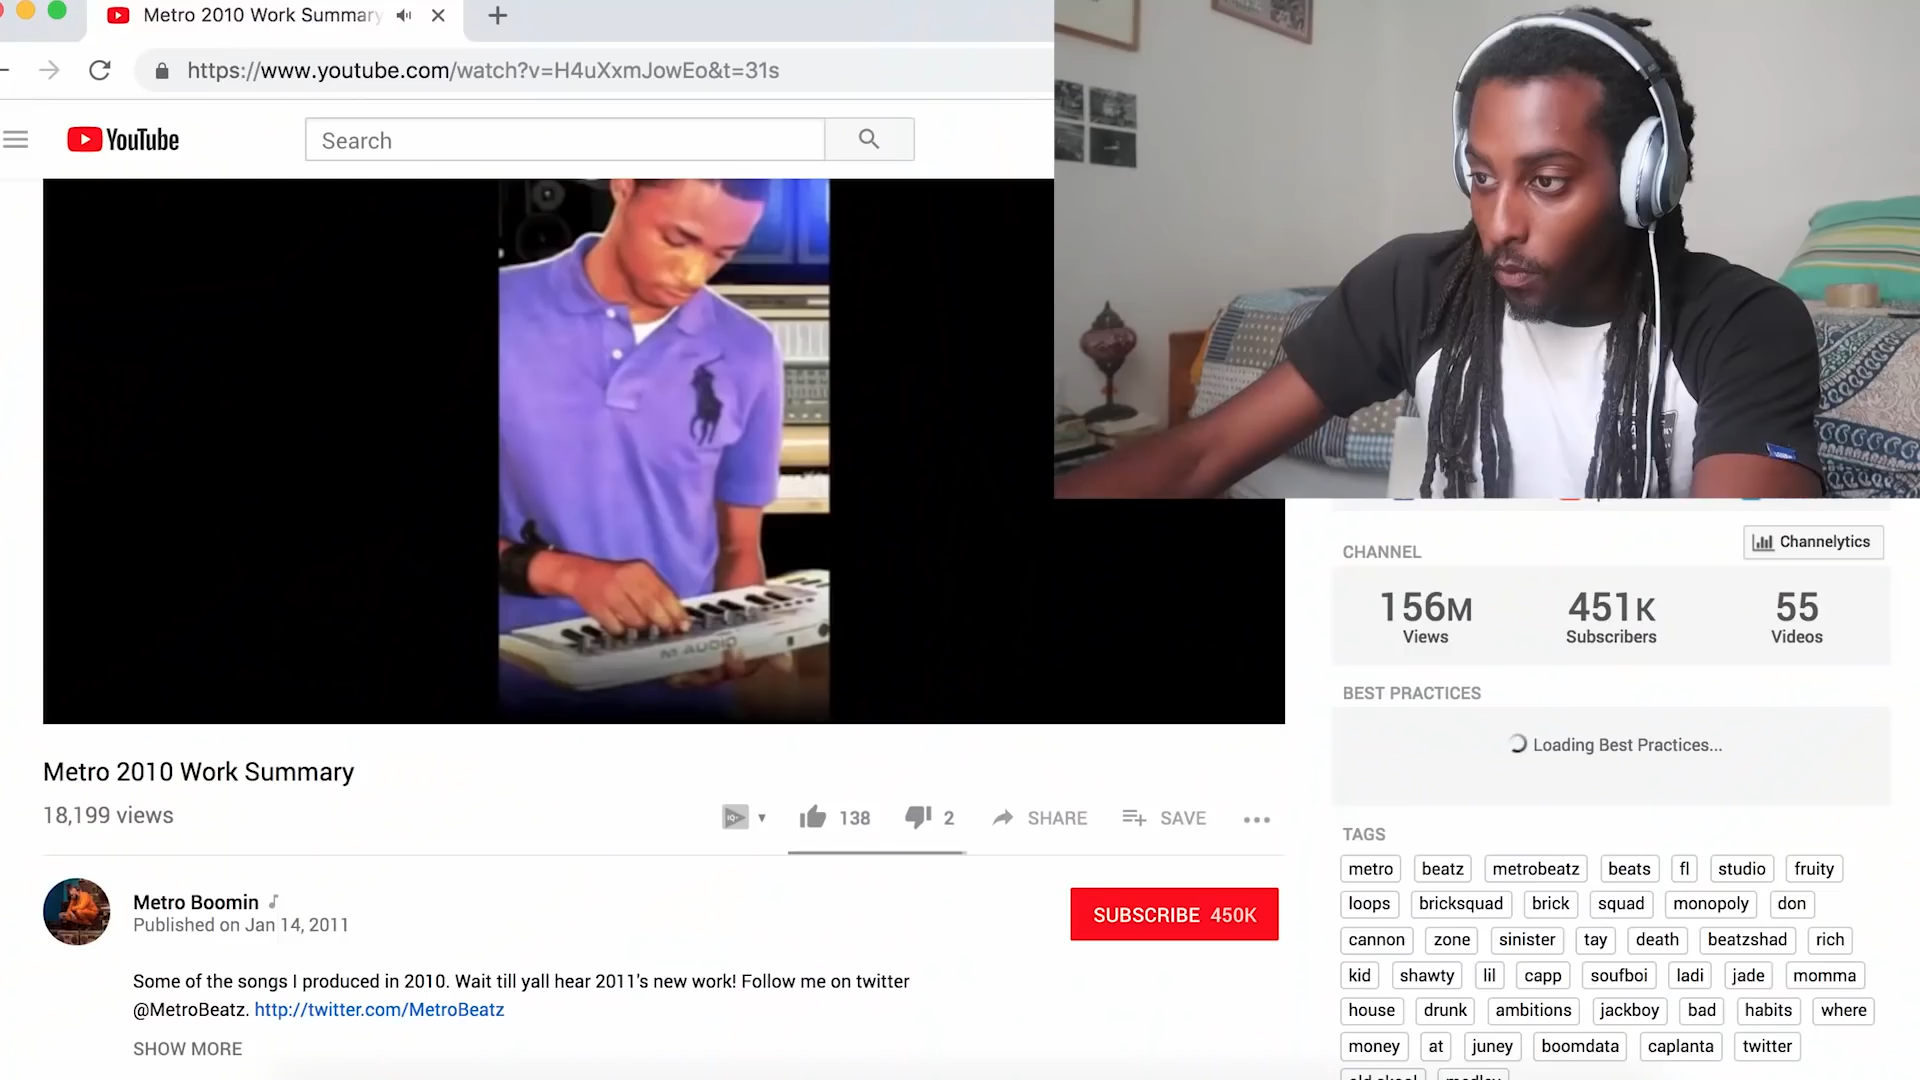 Metro 2010 Work Summary
https://www.youtube.com/watch?v=H4uXxmJowEo&t=31s
YouTube
Search
M-AUDIO
Metro 2010 Work Summary
18,199 views
138
2
SHARE
SAVE
Metro Boomin
Published on Jan 14, 2011
SUBSCRIBE 450K
Some of the songs I produced in 2010. Wait till yall hear 2011's new work! Follow me on twitter
@MetroBeatz. http://twitter.com/MetroBeatz
SHOW MORE
CHANNEL
Channelytics
156M 451K 55
Views Subscribers Videos
BEST PRACTICES
Loading Best Practices...
TAGS
metro beatz metrobeatz beats fl studio fruity
loops bricksquad brick squad monopoly don
cannon zone sinister tay death beatzshad rich
kid shawty lil capp soufboi ladi jade momma
house drunk ambitions jackboy bad habits where
money at juney boomdata caplanta twitter